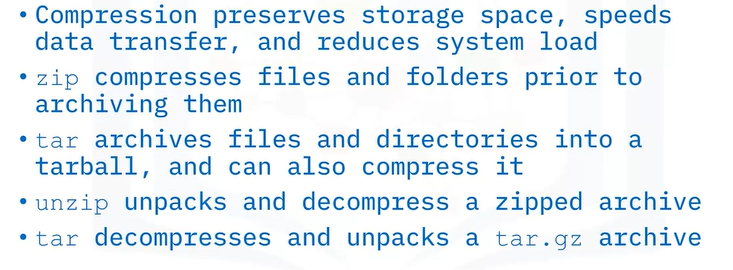 • Compression preserves storage space, speeds
data transfer, and reduces system load
• zip compresses files and folders prior to
archiving them
• tar archives files and directories into a
tarball, and can also compress it
• unzip unpacks and decompress a zipped archive
• tar decompresses and unpacks a tar.gz archive